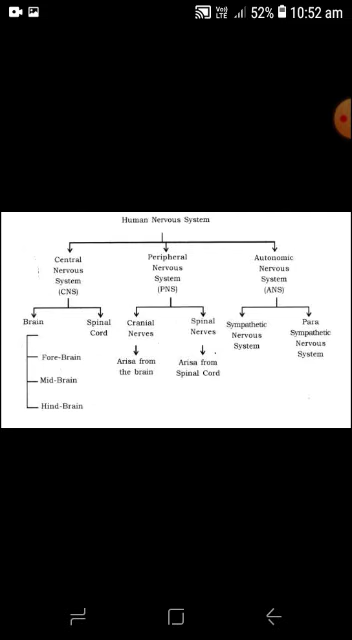 52% 10:52 am
Human Nervous System
Central
Nervous
System
(CNS)
Peripheral
Nervous
System
(PNS)
Autonomic
Nervous
System
(ANS)
Brain
Spinal
Cord
Cranial
Nerves
Spinal
Nerves
Sympathetic
Nervous
System
Para
Sympathetic
Nervous
System
Fore-Brain
Mid-Brain
Hind-Brain
Arisa from
the brain
Arisa from
Spinal Cord